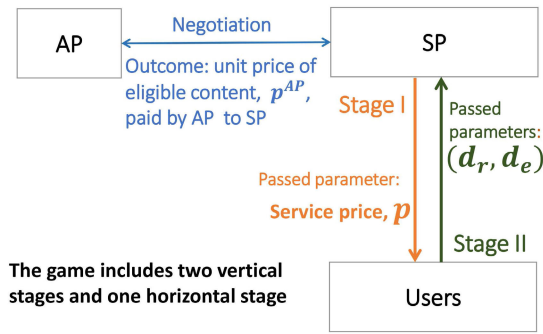 Negotiation
AP
SP
Outcome: unit price of
eligible content, p^AP,
paid by AP to SP
Stage I
Passed
parameters:
(d_r, d_e)
Passed parameter:
Service price, p
Stage II
The game includes two vertical
stages and one horizontal stage
Users